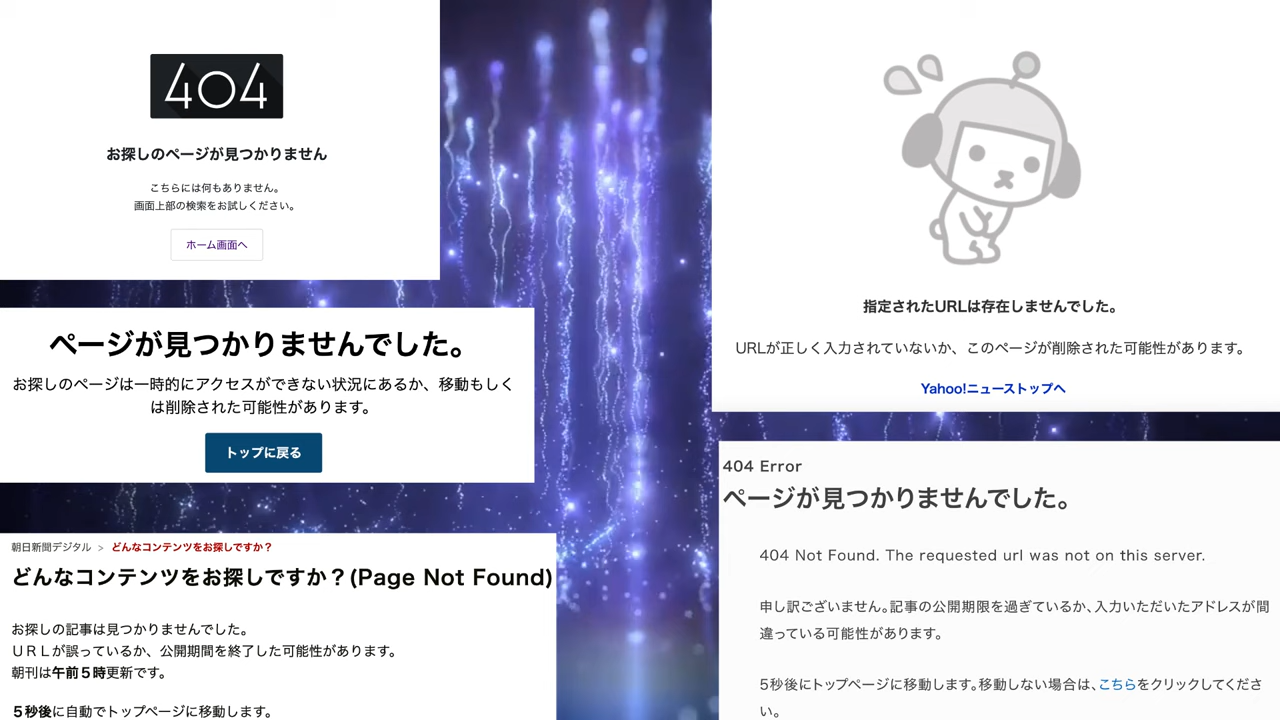 404
お探しのページが見つかりません
こちらには何もありません。
画面上部の検索をお試しください。
ホーム画面へ
ページが見つかりませんでした。
お探しのページは一時的にアクセスができない状況にあるか、移動もしく
は削除された可能性があります。
トップに戻る
朝日新聞デジタル > どんなコンテンツをお探しですか？
どんなコンテンツをお探しですか？(Page Not Found)
お探しの記事は見つかりませんでした。
ＵＲＬが誤っているか、公開期間を終了した可能性があります。
朝刊は午前５時更新です。
５秒後に自動でトップページに移動します。
指定されたURLは存在しませんでした。
URLが正しく入力されていないか、このページが削除された可能性があります。
Yahoo!ニューストップへ
404 Error
ページが見つかりませんでした。
404 Not Found. The requested url was not on this server.
申し訳ございません。記事の公開期限を過ぎているか、入力いただいたアドレスが間
違っている可能性があります。
5秒後にトップページに移動します。移動しない場合は、こちらをクリックしてくださ
い。